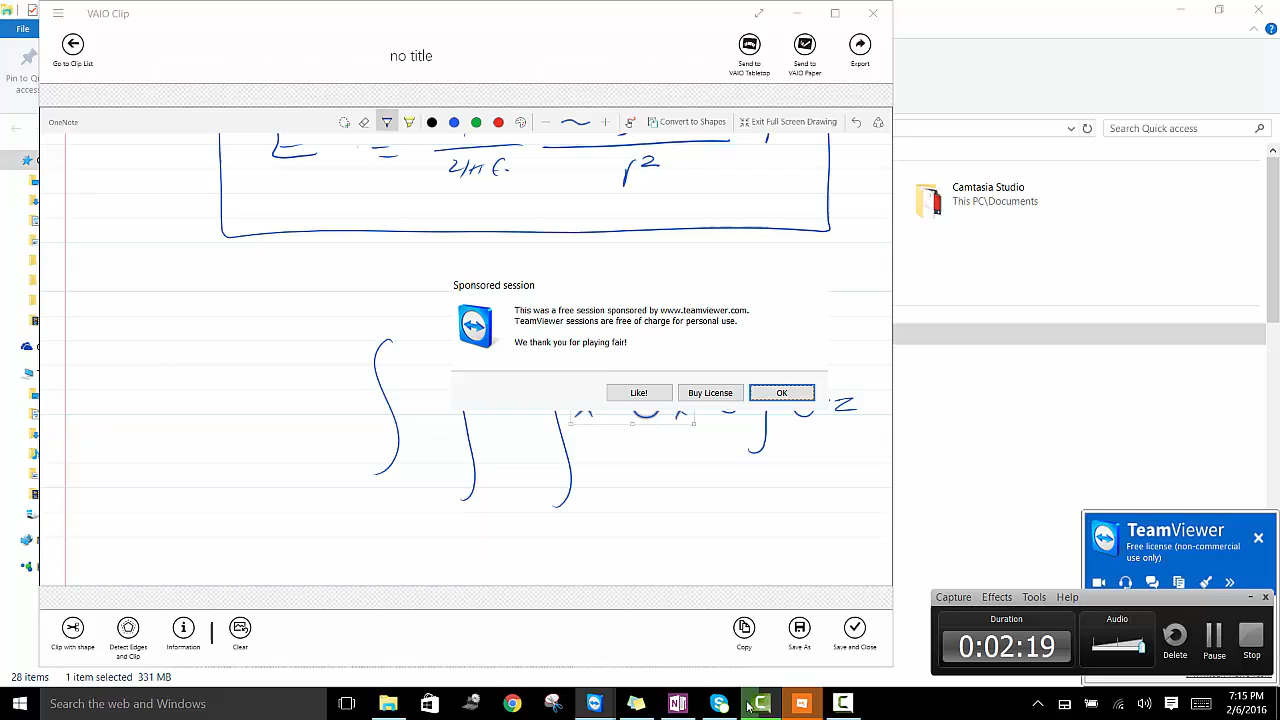 File
VAIO Clip
Go to Clip List
no title
Send to VAIO Tabletop
Send to VAIO Paper
Export
Pin to Qu
access
OneNote
Convert to Shapes
Exit Full Screen Drawing
Search Quick access
Camtasia Studio
This PC\Documents
=
r²
Sponsored session
This was a free session sponsored by www.teamviewer.com.
TeamViewer sessions are free of charge for personal use.
We thank you for playing fair!
Like!
Buy License
OK
∫ ∫ ∫
z
TeamViewer
Free license (non-commercial
use only)
Capture Effects Tools Help
Duration
Audio
0:02:19
Delete
Pause
Stop
Clip with shape
Detect Edges and Clip
Information
Clear
Copy
Save As
Save and Close
28 items 1 item selected 331 MB
Search the Web and Windows
7:15 PM
2/6/2016